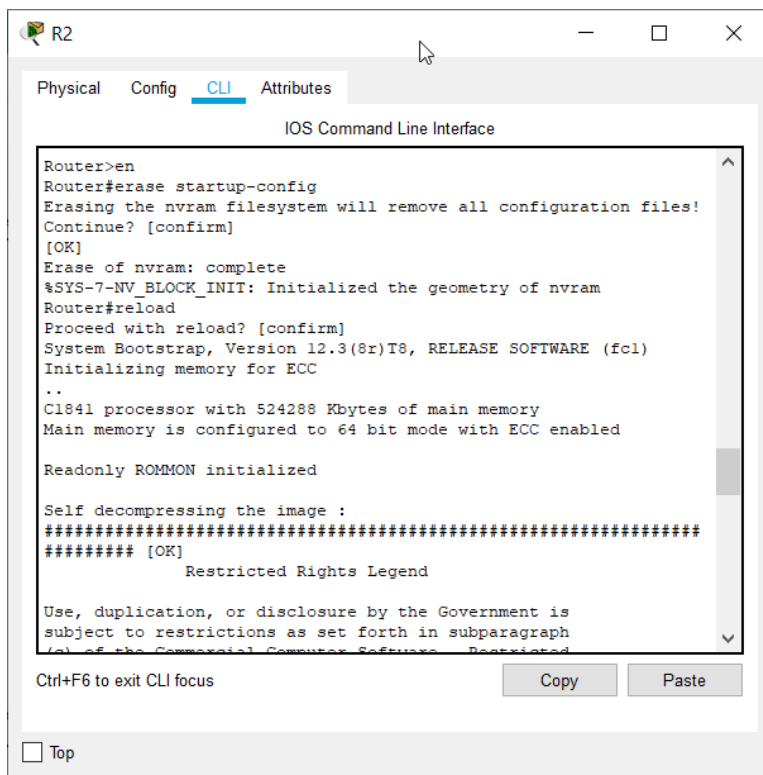 R2
Physical Config CLI Attributes
IOS Command Line Interface
Router>en
Router#erase startup-config
Erasing the nvram filesystem will remove all configuration files!
Continue? [confirm]
[OK]
Erase of nvram: complete
%SYS-7-NV_BLOCK_INIT: Initialized the geometry of nvram
Router#reload
Proceed with reload? [confirm]
System Bootstrap, Version 12.3(8r)T8, RELEASE SOFTWARE (fc1)
Initializing memory for ECC
..
C1841 processor with 524288 Kbytes of main memory
Main memory is configured to 64 bit mode with ECC enabled
Readonly ROMMON initialized
Self decompressing the image :
#################################################################
######### [OK]
Restricted Rights Legend
Use, duplication, or disclosure by the Government is
subject to restrictions as set forth in subparagraph
of the Commercial Computer Software Restricted
Ctrl+F6 to exit CLI focus
Copy Paste
Top